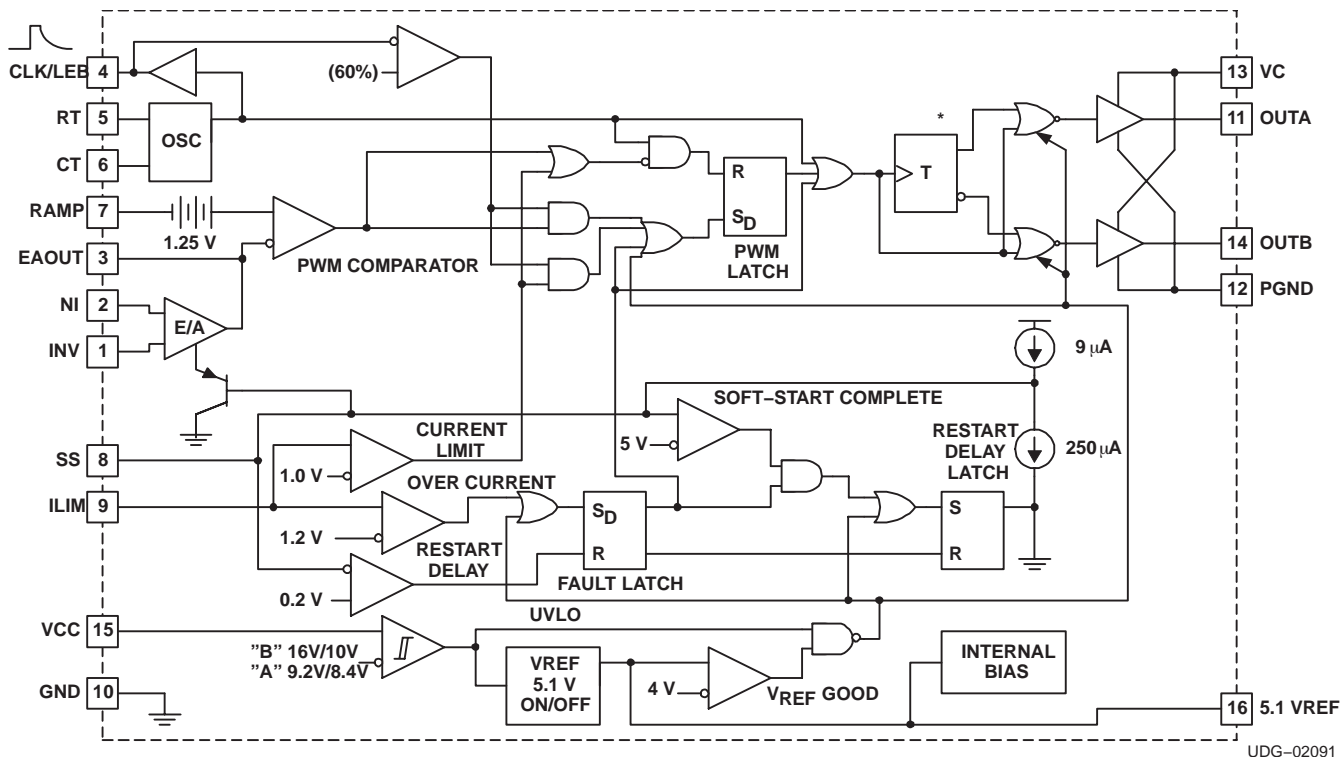 CLK/LEB 4
(60%)
13 VC
RT 5
OSC
*
11 OUTA
CT 6
T
R
RAMP 7
S
D
1.25 V
EAOUT 3
PWM COMPARATOR
PWM
LATCH
14 OUTB
12 PGND
NI 2
E/A
INV 1
9 µA
SOFT–START COMPLETE
CURRENT
LIMIT
5 V
RESTART
DELAY
LATCH
250 µA
SS 8
1.0 V
OVER CURRENT
ILIM 9
SD
S
1.2 V
RESTART
DELAY
R
R
FAULT LATCH
0.2 V
UVLO
VCC 15
”B” 16V/10V
”A” 9.2V/8.4V
VREF
5.1 V
ON/OFF
4 V
VREF GOOD
INTERNAL
BIAS
GND 10
16 5.1 VREF
UDG–02091